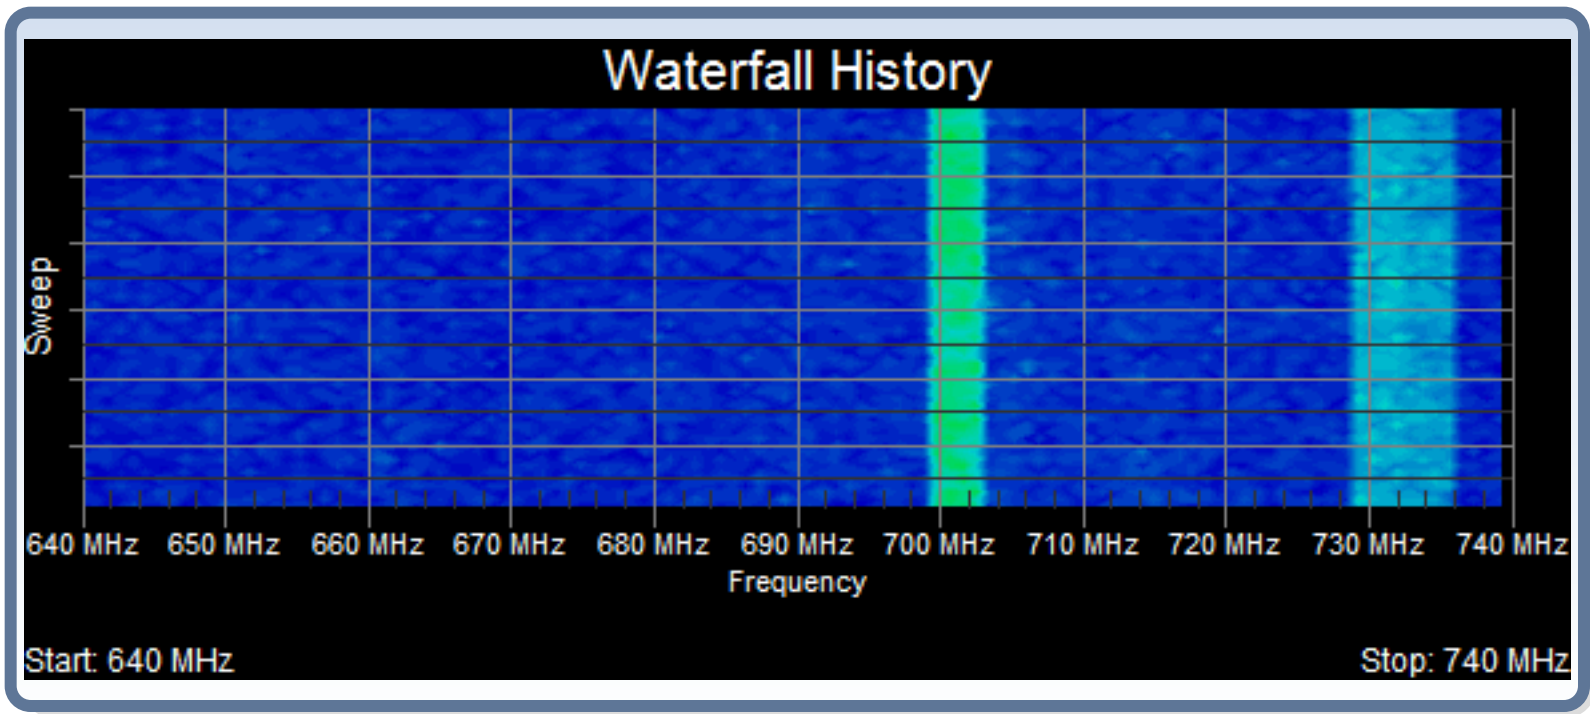 Waterfall History
Sweep
640 MHz 650 MHz 660 MHz 670 MHz 680 MHz 690 MHz 700 MHz 710 MHz 720 MHz 730 MHz 740 MHz
Frequency
Start: 640 MHz Stop: 740 MHz